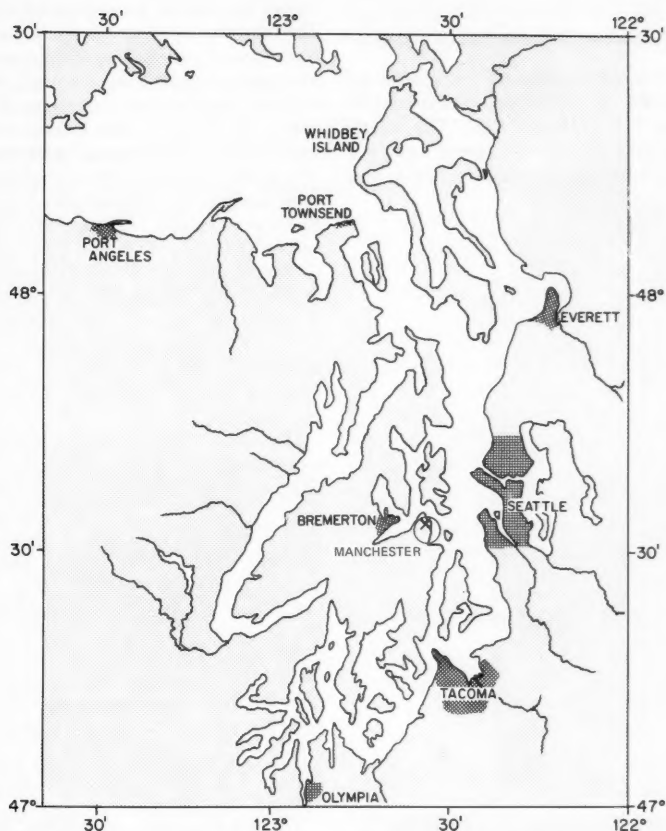 30'
123°
30'
122°
30'
30'
WHIDBEY
ISLAND
PORT
TOWNSEND
PORT
ANGELES
48°
48°
EVERETT
SEATTLE
BREMERTON
MANCHESTER
30'
30'
TACOMA
OLYMPIA
47°
47°
30'
123°
30'
122°